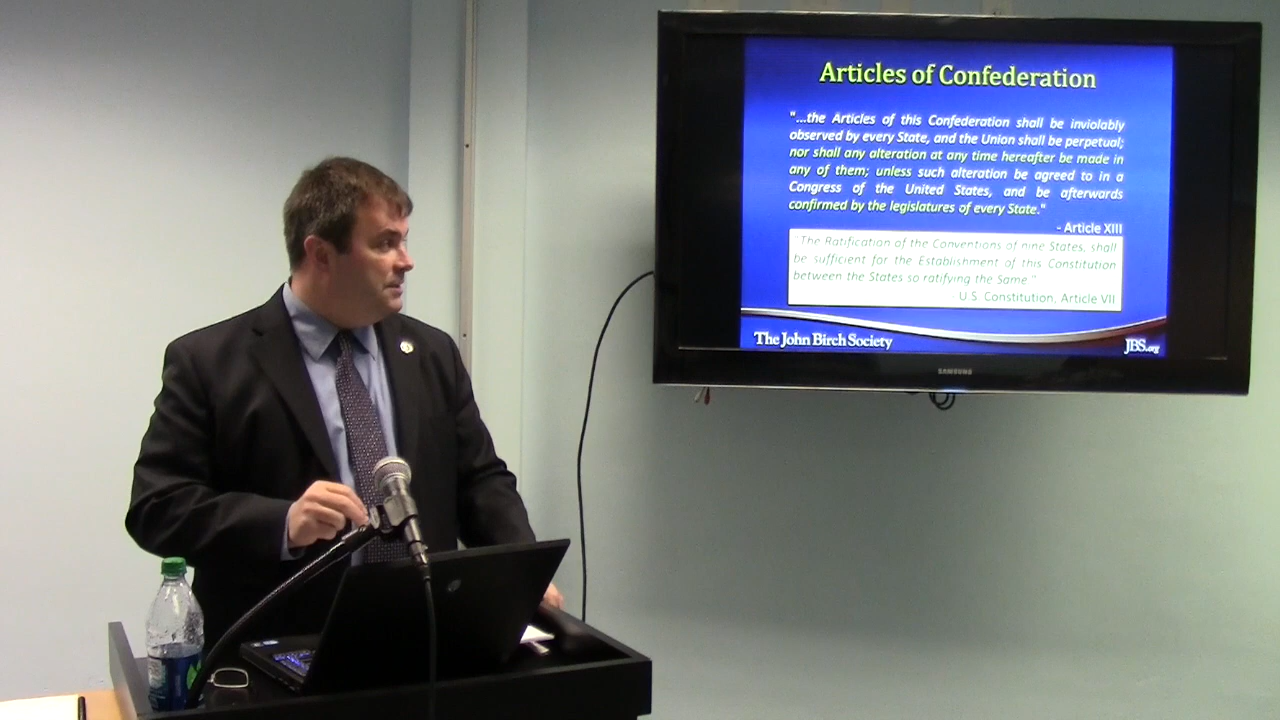 Articles of Confederation
"...the Articles of this Confederation shall be inviolably
observed by every State, and the Union shall be perpetual;
nor shall any alteration at any time hereafter be made in
any of them; unless such alteration be agreed to in a
Congress of the United States, and be afterwards
confirmed by the legislatures of every State."
- Article XIII
"The Ratification of the Conventions of nine States, shall
be sufficient for the Establishment of this Constitution
between the States so ratifying the Same."
- U.S. Constitution, Article VII
The John Birch Society
JBS.org
SAMSUNG